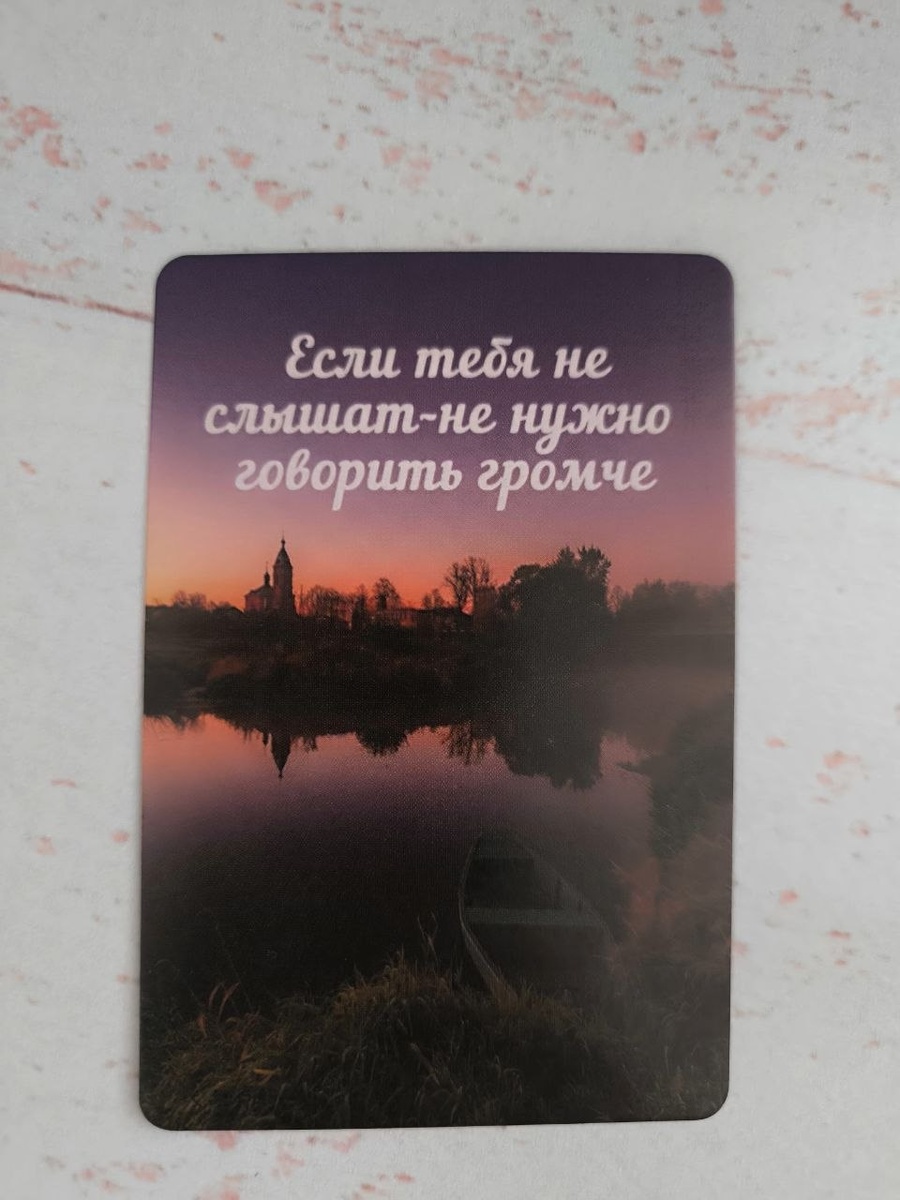 Если тебя не
слышат-не нужно
говорить громче